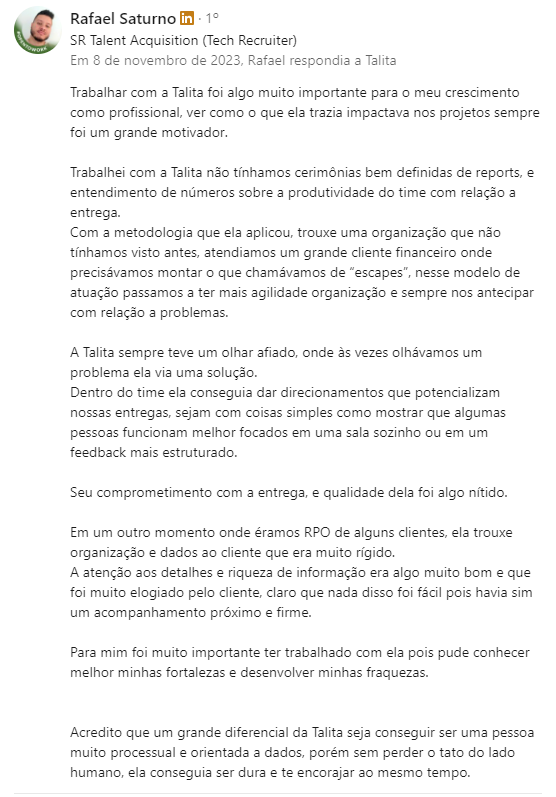 Rafael Saturno in · 1º
SR Talent Acquisition (Tech Recruiter)
Em 8 de novembro de 2023, Rafael respondia a Talita
Trabalhar com a Talita foi algo muito importante para o meu crescimento
como profissional, ver como o que ela trazia impactava nos projetos sempre
foi um grande motivador.
Trabalhei com a Talita não tínhamos cerimônias bem definidas de reports, e
entendimento de números sobre a produtividade do time com relação a
entrega.
Com a metodologia que ela aplicou, trouxe uma organização que não
tínhamos visto antes, atendiamos um grande cliente financeiro onde
precisávamos montar o que chamávamos de “escapes”, nesse modelo de
atuação passamos a ter mais agilidade organização e sempre nos antecipar
com relação a problemas.
A Talita sempre teve um olhar afiado, onde às vezes olhávamos um
problema ela via uma solução.
Dentro do time ela conseguia dar direcionamentos que potencializam
nossas entregas, sejam com coisas simples como mostrar que algumas
pessoas funcionam melhor focados em uma sala sozinho ou em um
feedback mais estruturado.
Seu comprometimento com a entrega, e qualidade dela foi algo nítido.
Em um outro momento onde éramos RPO de alguns clientes, ela trouxe
organização e dados ao cliente que era muito rígido.
A atenção aos detalhes e riqueza de informação era algo muito bom e que
foi muito elogiado pelo cliente, claro que nada disso foi fácil pois havia sim
um acompanhamento próximo e firme.
Para mim foi muito importante ter trabalhado com ela pois pude conhecer
melhor minhas fortalezas e desenvolver minhas fraquezas.
Acredito que um grande diferencial da Talita seja conseguir ser uma pessoa
muito processual e orientada a dados, porém sem perder o tato do lado
humano, ela conseguia ser dura e te encorajar ao mesmo tempo.